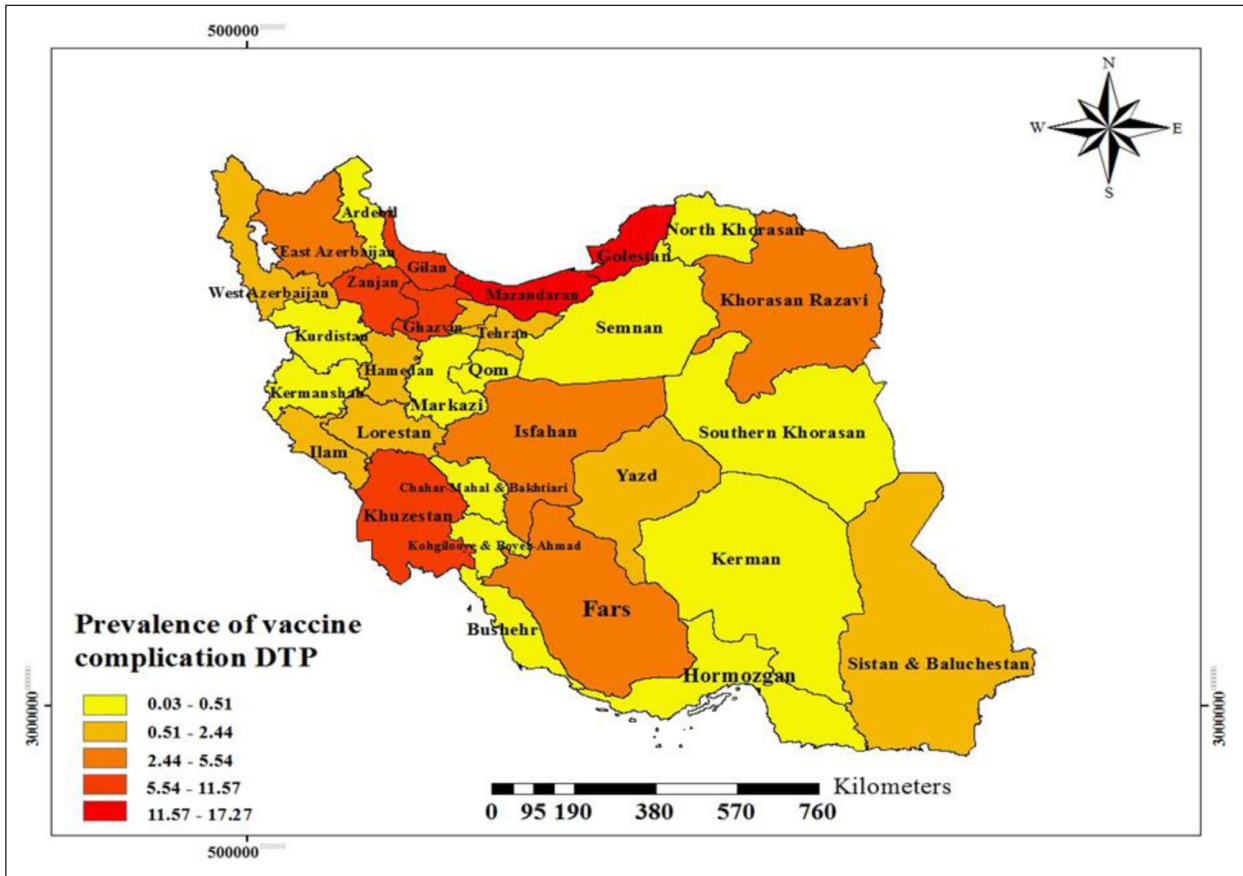 500000
N
W
E
S
Ardebil
North Khorasan
East Azerbaijan
Golestan
Gilan
Zanjan
West Azerbaijan
Mazandaran
Khorasan Razavi
Ghazvin
Semnan
Kurdistan
Tehran
Hamedan
Qom
Kermanshah
Markazi
Isfahan
Southern Khorasan
Lorestan
Ilam
Yazd
Chahar-Mahal & Bakhtiari
Khuzestan
Kohgilooye & Boyeh-Ahmad
Kerman
Fars
Bushehr
Sistan & Baluchestan
Hormozgan
Prevalence of vaccine
complication DTP
0.03 - 0.51
0.51 - 2.44
2.44 - 5.54
5.54 - 11.57
11.57 - 17.27
3000000
3000000
Kilometers
0 95 190 380 570 760
500000